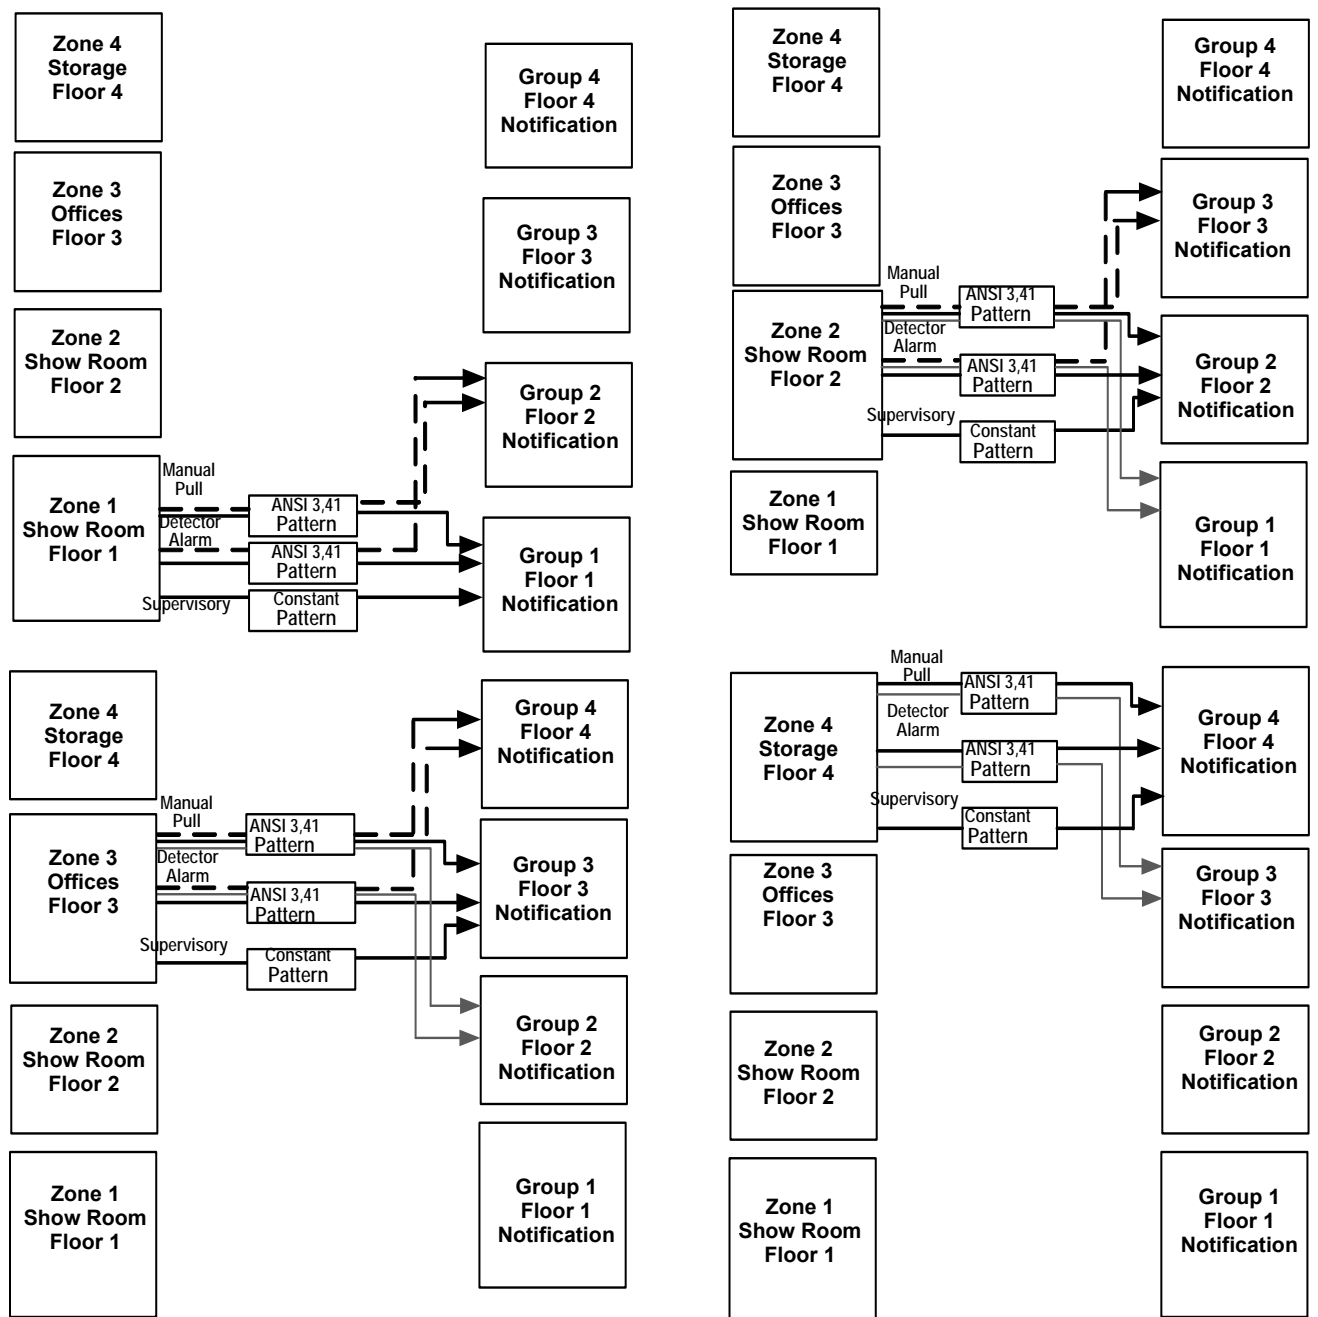 Zone 4
Storage
Floor 4
Zone 3
Offices
Floor 3
Zone 2
Show Room
Floor 2
Zone 1
Show Room
Floor 1
Manual
Pull
Detector
Alarm
Supervisory
ANSI 3,41
Pattern
ANSI 3,41
Pattern
Constant
Pattern
Group 4
Floor 4
Notification
Group 3
Floor 3
Notification
Group 2
Floor 2
Notification
Group 1
Floor 1
Notification
Zone 4
Storage
Floor 4
Zone 3
Offices
Floor 3
Zone 2
Show Room
Floor 2
Zone 1
Show Room
Floor 1
Manual
Pull
Detector
Alarm
Supervisory
ANSI 3,41
Pattern
ANSI 3,41
Pattern
Constant
Pattern
Group 4
Floor 4
Notification
Group 3
Floor 3
Notification
Group 2
Floor 2
Notification
Group 1
Floor 1
Notification
Zone 4
Storage
Floor 4
Zone 3
Offices
Floor 3
Zone 2
Show Room
Floor 2
Zone 1
Show Room
Floor 1
Manual
Pull
Detector
Alarm
Supervisory
ANSI 3,41
Pattern
ANSI 3,41
Pattern
Constant
Pattern
Group 4
Floor 4
Notification
Group 3
Floor 3
Notification
Group 2
Floor 2
Notification
Group 1
Floor 1
Notification
Zone 4
Storage
Floor 4
Zone 3
Offices
Floor 3
Zone 2
Show Room
Floor 2
Zone 1
Show Room
Floor 1
Manual
Pull
Detector
Alarm
Supervisory
ANSI 3,41
Pattern
ANSI 3,41
Pattern
Constant
Pattern
Group 4
Floor 4
Notification
Group 3
Floor 3
Notification
Group 2
Floor 2
Notification
Group 1
Floor 1
Notification